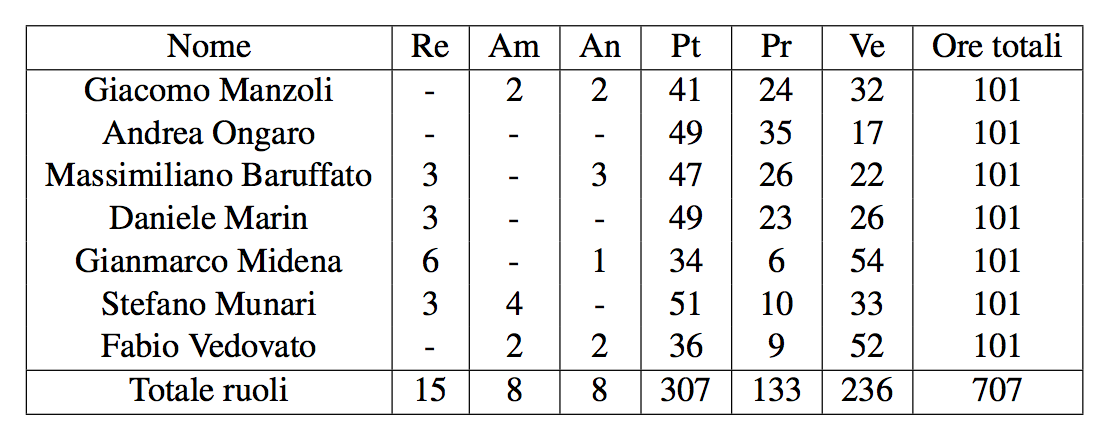 Nome Re Am An Pt Pr Ve Ore totali
Giacomo Manzoli - 2 2 41 24 32 101
Andrea Ongaro - - - 49 35 17 101
Massimiliano Baruffato 3 - 3 47 26 22 101
Daniele Marin 3 - - 49 23 26 101
Gianmarco Midena 6 - 1 34 6 54 101
Stefano Munari 3 4 - 51 10 33 101
Fabio Vedovato - 2 2 36 9 52 101
Totale ruoli 15 8 8 307 133 236 707